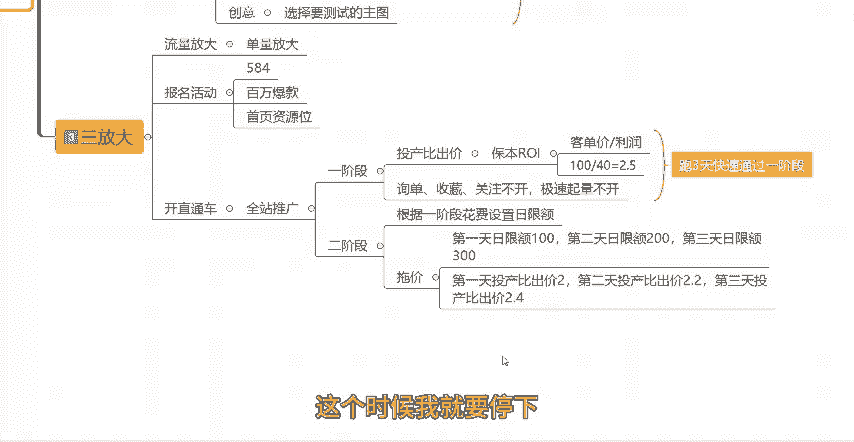 创意 选择要测试的主图
流量放大 单量放大
584
报名活动 百万爆款
首页资源位
三放大
客单价/利润
投产比出价 保本ROI
100/40=2.5
一阶段
跑3天快速通过一阶段
询单、收藏、关注不开，极速起量不开
开直通车 全站推广
根据一阶段花费设置日限额
二阶段
第一天日限额100，第二天日限额200，第三天日限额
300
拖价
第一天投产比出价2，第二天投产比出价2.2，第三天投
产比出价2.4
这个时候我就要停下